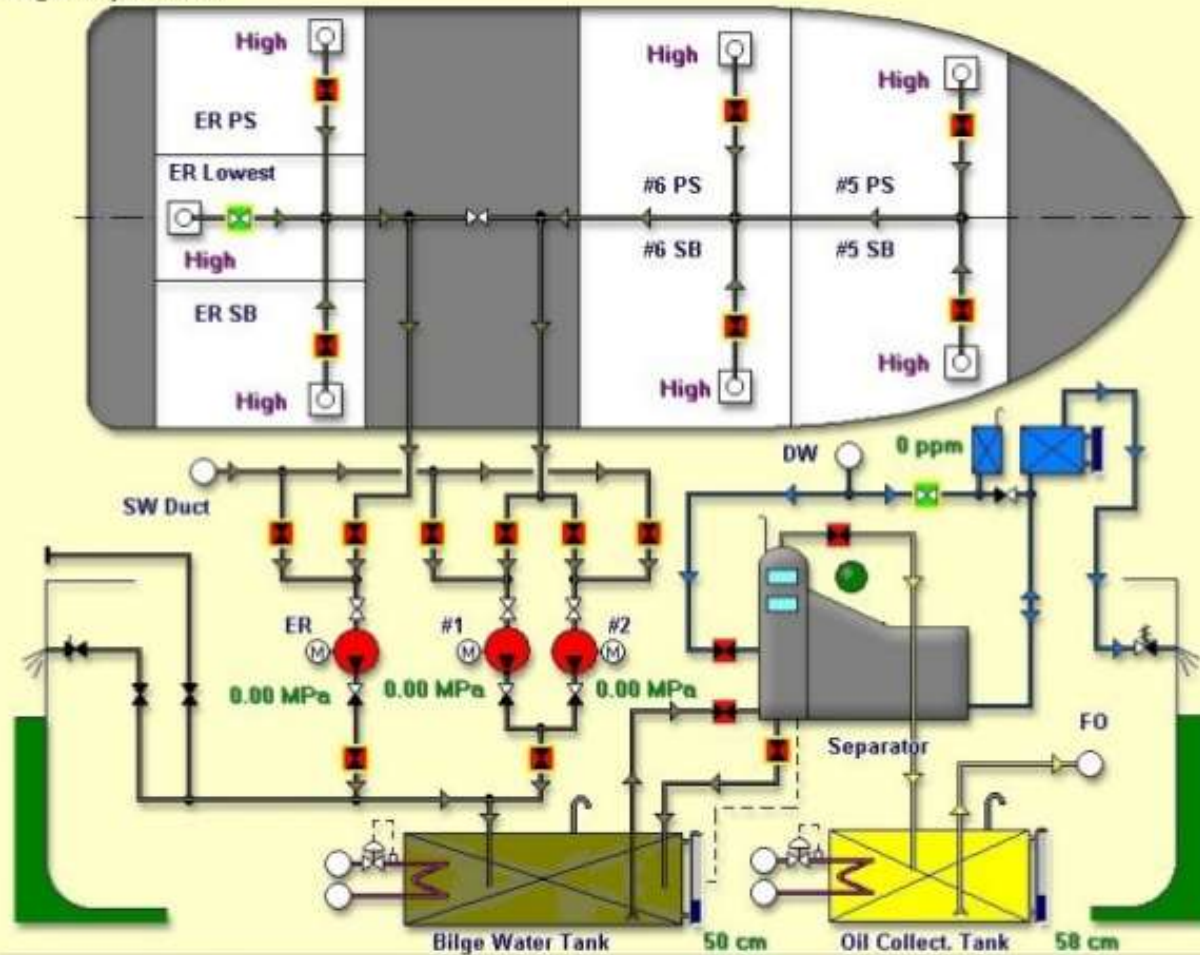 High
High
High
ER PS
ER Lowest
#6 PS
#5 PS
High
#6 SB
#5 SB
ER SB
High
High
High
DW
0 ppm
SW Duct
ER
#1
#2
M
M
M
0.00 MPa
0.00 MPa
0.00 MPa
FO
Separator
Bilge Water Tank
50 cm
Oil Collect. Tank
58 cm